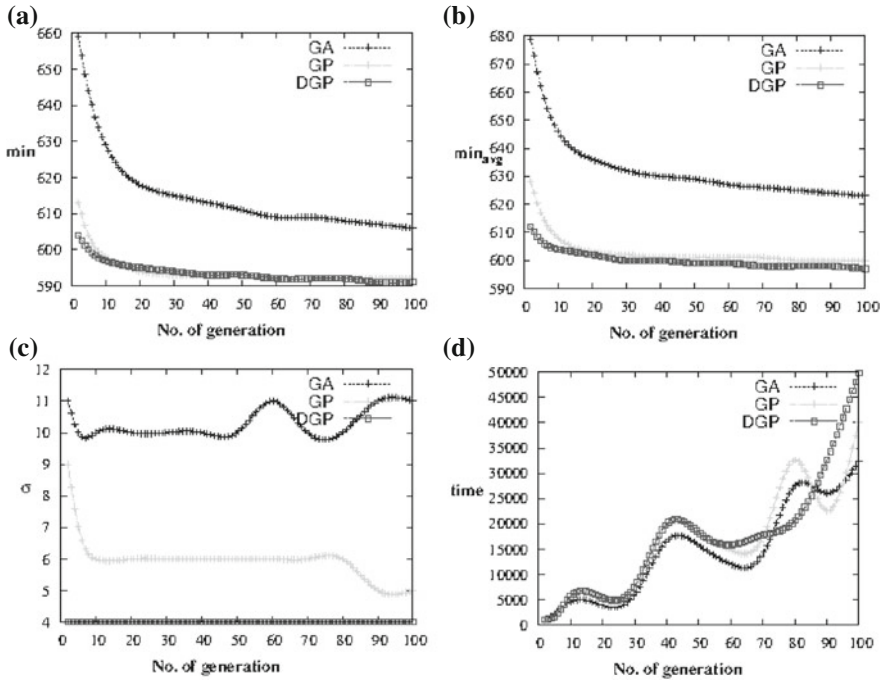 (a)
660
650
640
630
620
610
600
590
min
0 10 20 30 40 50 60 70 80 90 100
No. of generation
GA
GP
DGP
(b)
680
670
660
650
640
630
620
610
600
590
min avg
0 10 20 30 40 50 60 70 80 90 100
No. of generation
GA
GP
DGP
(c)
12
11
10
9
8
7
6
5
4
σ
0 10 20 30 40 50 60 70 80 90 100
No. of generation
GA
GP
DGP
(d)
50000
45000
40000
35000
30000
25000
20000
15000
10000
5000
0
time
0 10 20 30 40 50 60 70 80 90 100
No. of generation
GA
GP
DGP